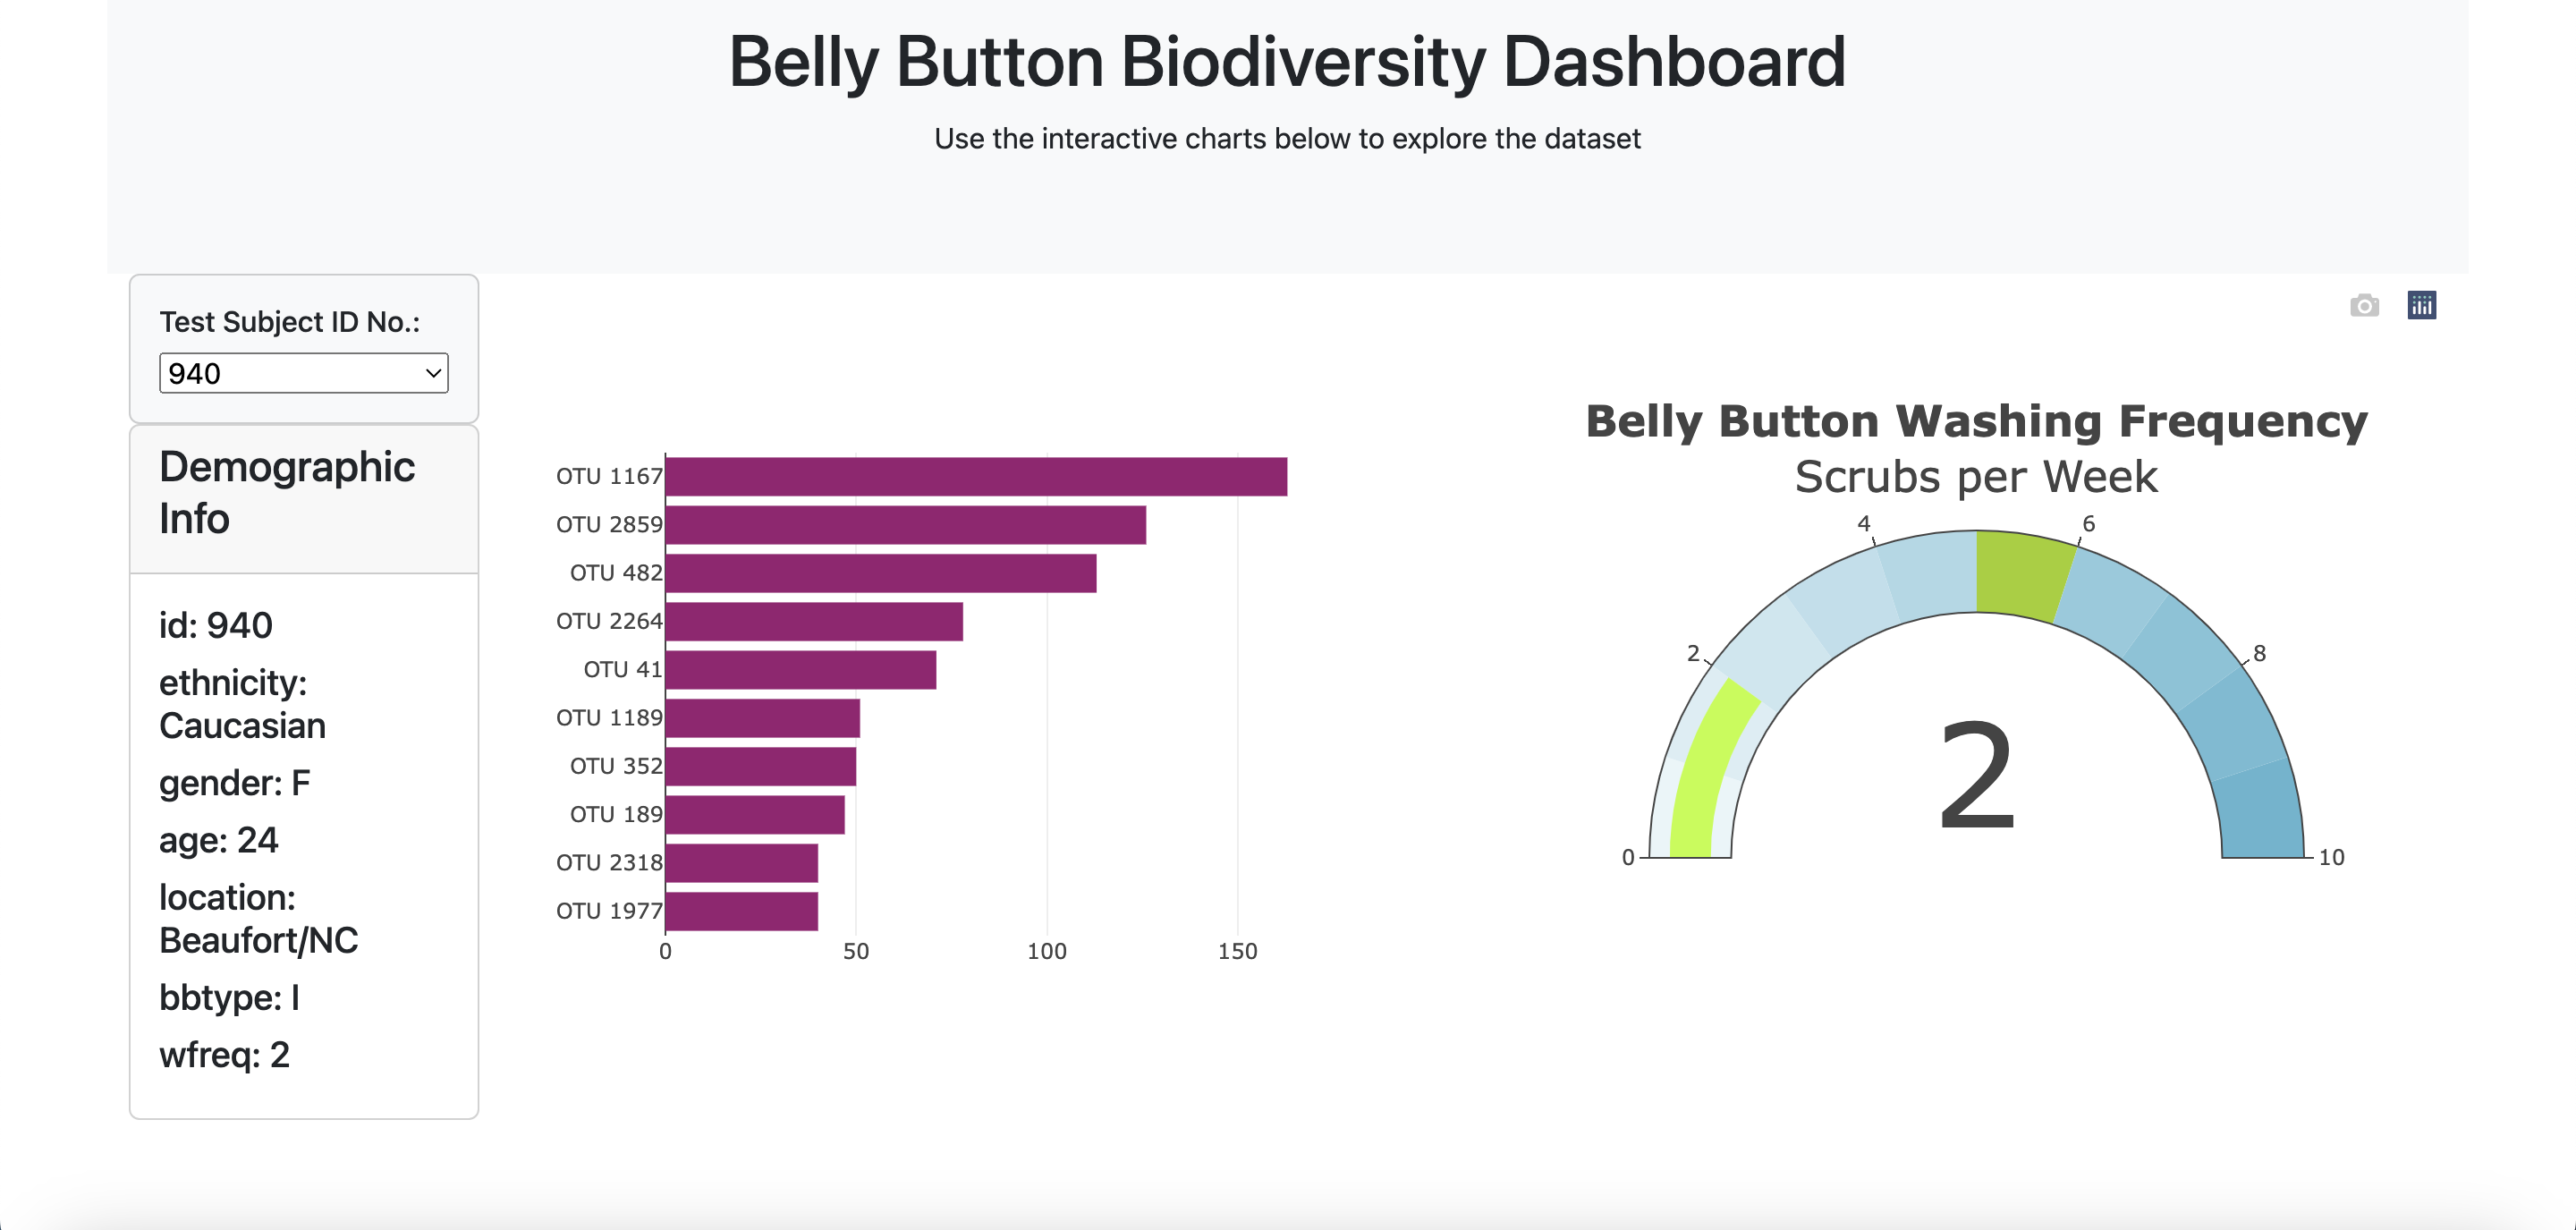 Belly Button Biodiversity Dashboard
Use the interactive charts below to explore the dataset
Test Subject ID No.:
940
Demographic
Info
id: 940
ethnicity:
Caucasian
gender: F
age: 24
location:
Beaufort/NC
bbtype: I
wfreq: 2
OTU 1167
OTU 2859
OTU 482
OTU 2264
OTU 41
OTU 1189
OTU 352
OTU 189
OTU 2318
OTU 1977
0 50 100 150
Belly Button Washing Frequency
Scrubs per Week
4 6
2 8
2
0 10